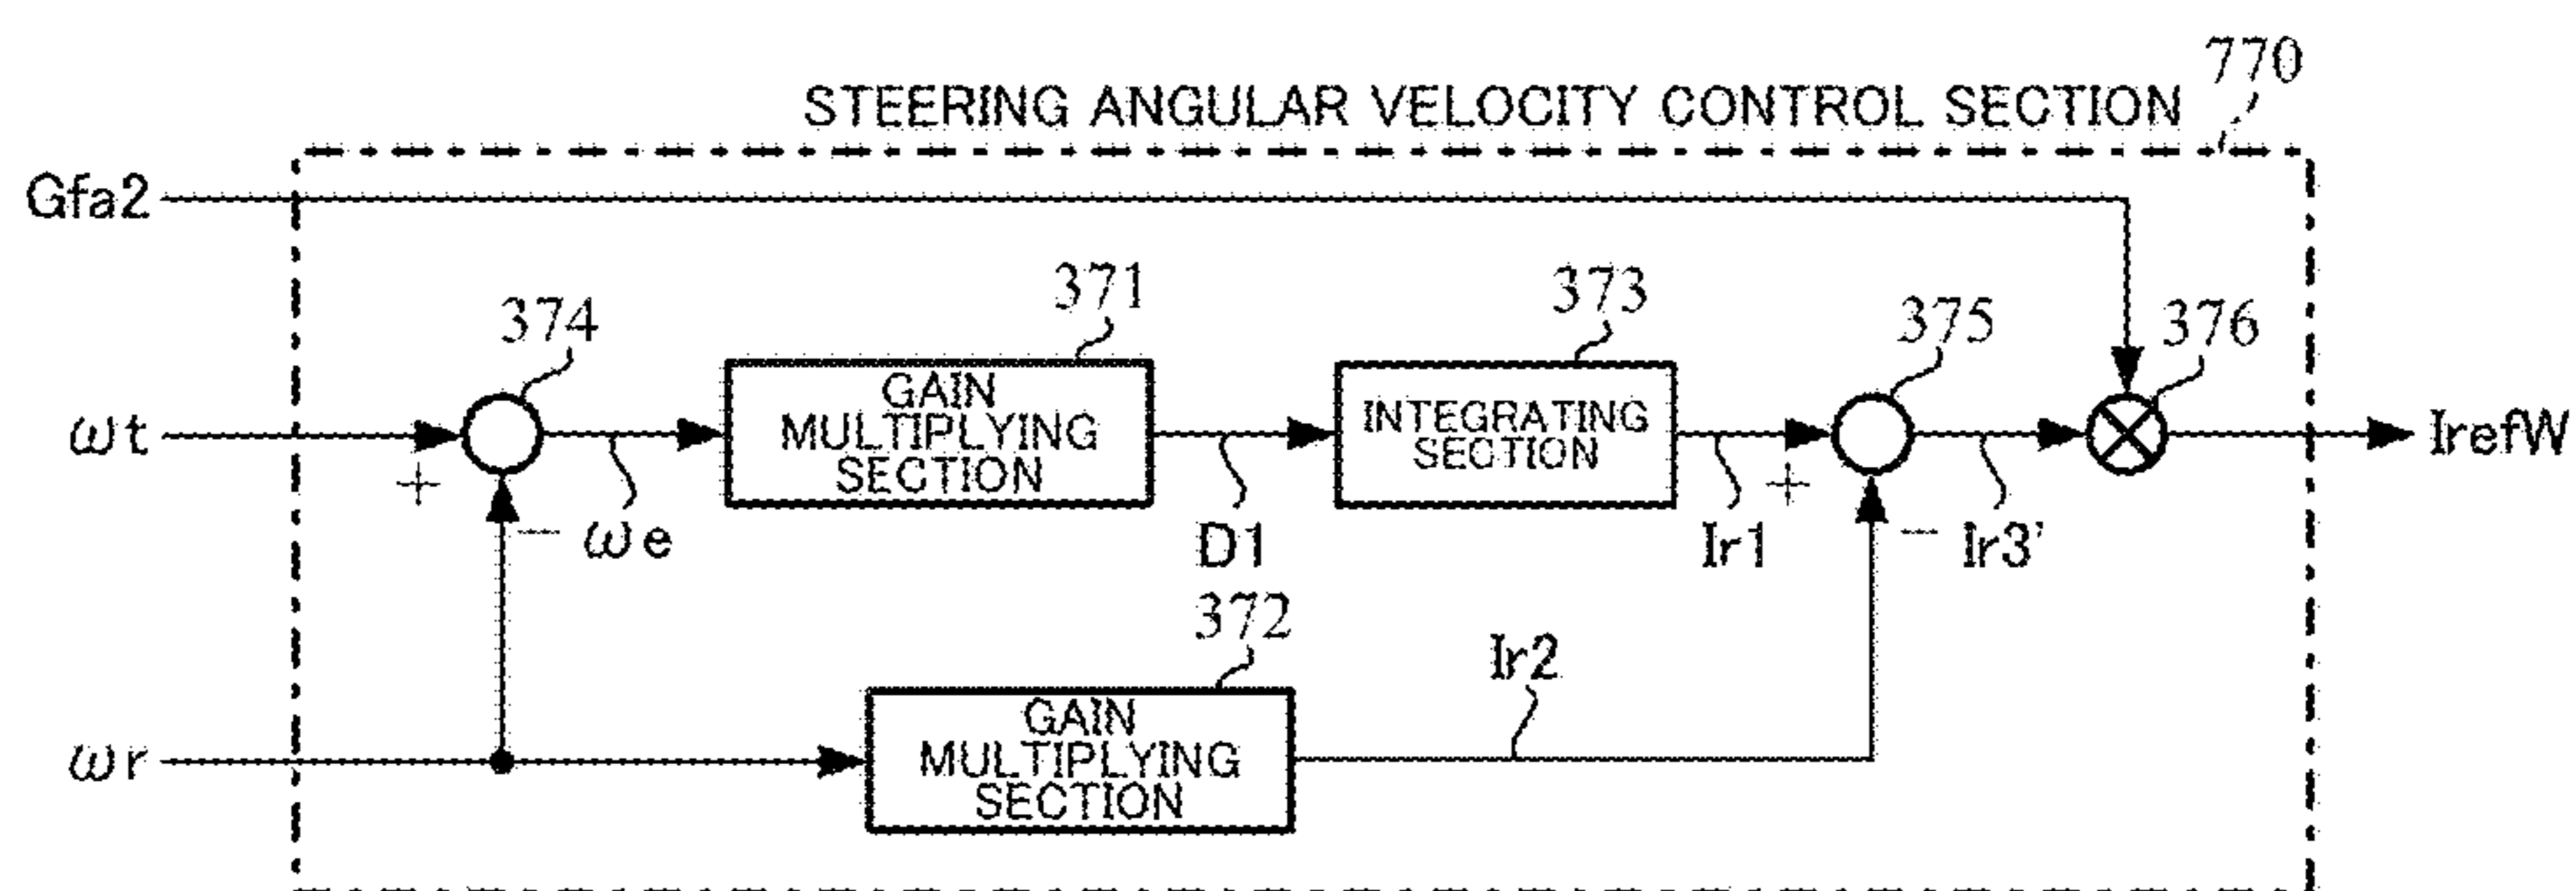 770
STEERING ANGULAR VELOCITY CONTROL SECTION
Gfa2
374
371
373
375
376
ωt
+
GAIN
MULTIPLYING
SECTION
INTEGRATING
SECTION
IrefW
+
− ωe
D1
Ir1
− Ir3'
372
Ir2
ωr
GAIN
MULTIPLYING
SECTION